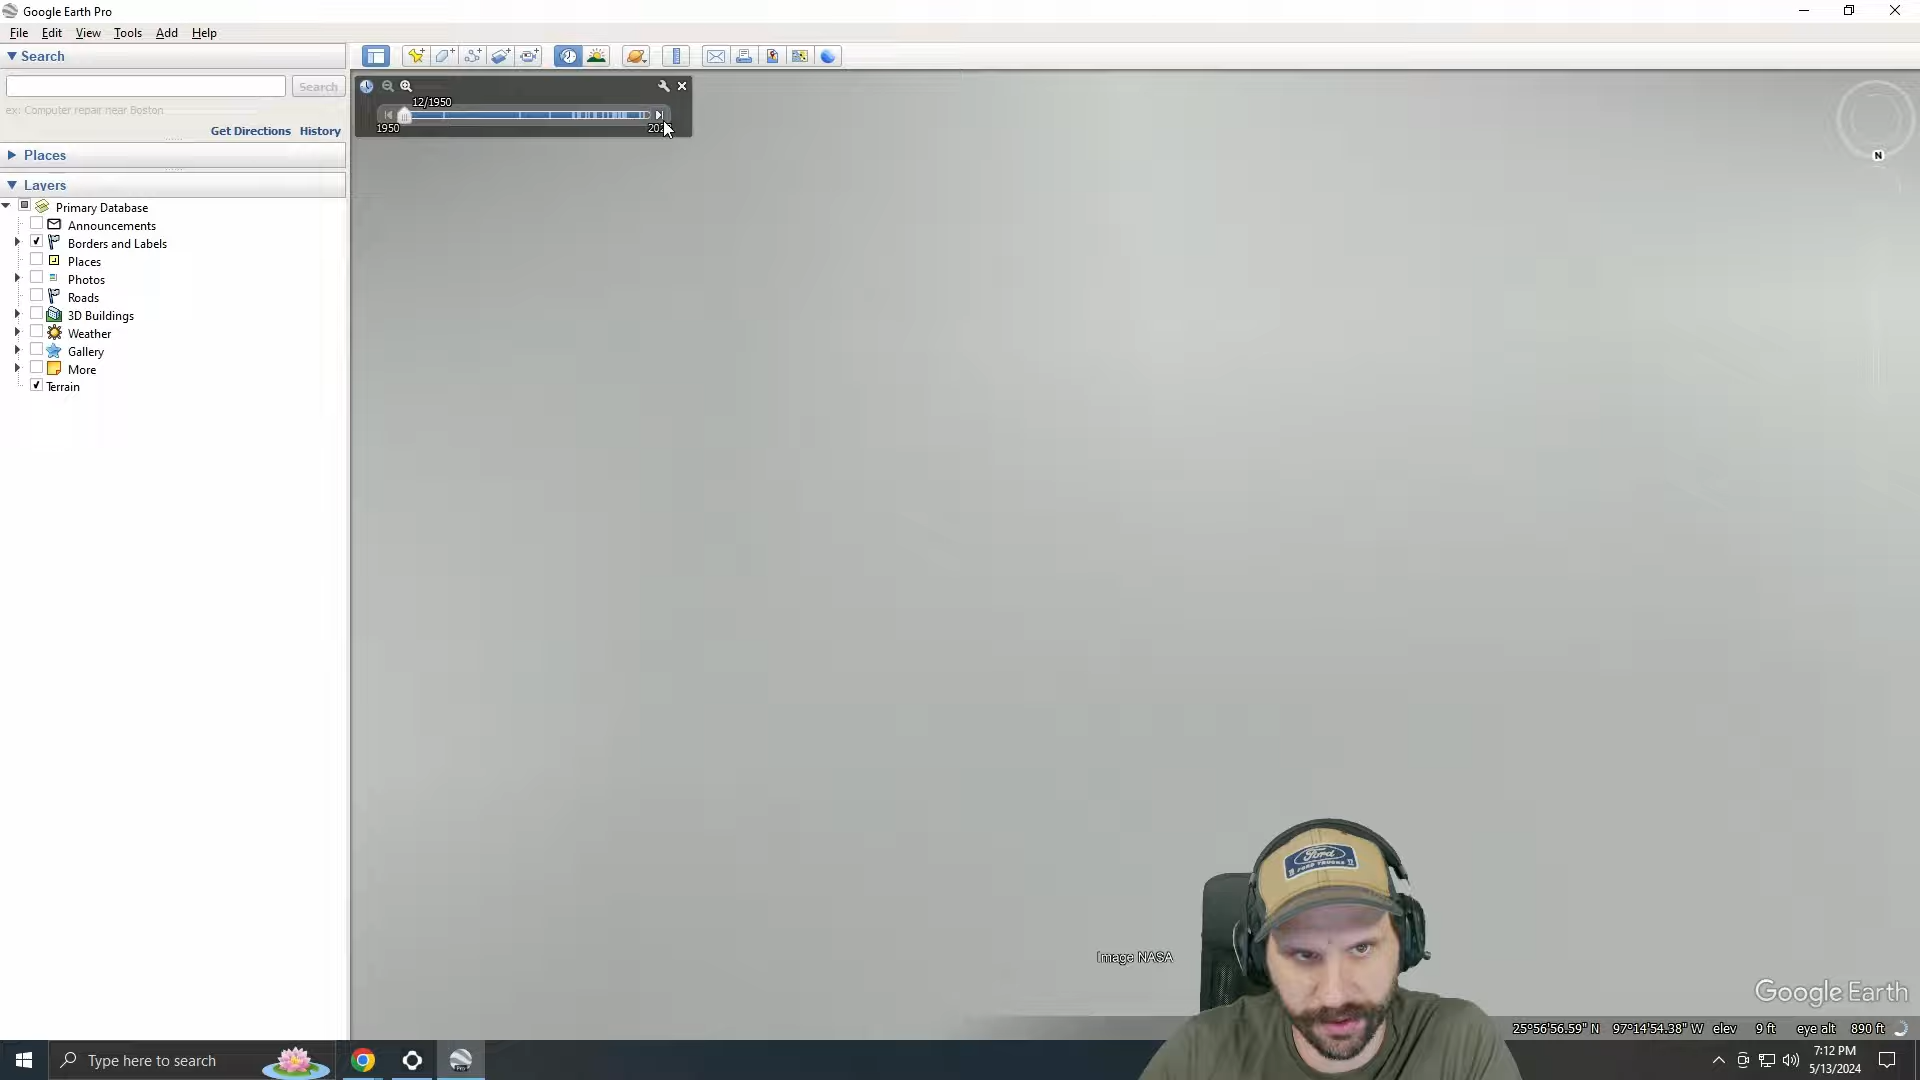 Google Earth Pro
File Edit View Tools Add Help
Search
Search
ex: Computer repair near Boston
Get Directions History
Places
Layers
Primary Database
Announcements
Borders and Labels
Places
Photos
Roads
3D Buildings
Weather
Gallery
More
Terrain
12/1950
1950
N
Ford
Image NASA
Google Earth
25°56'56.59" N 97°14'54.38" W elev 9 ft eye alt 890 ft
Type here to search
Pro
7:12 PM
5/13/2024